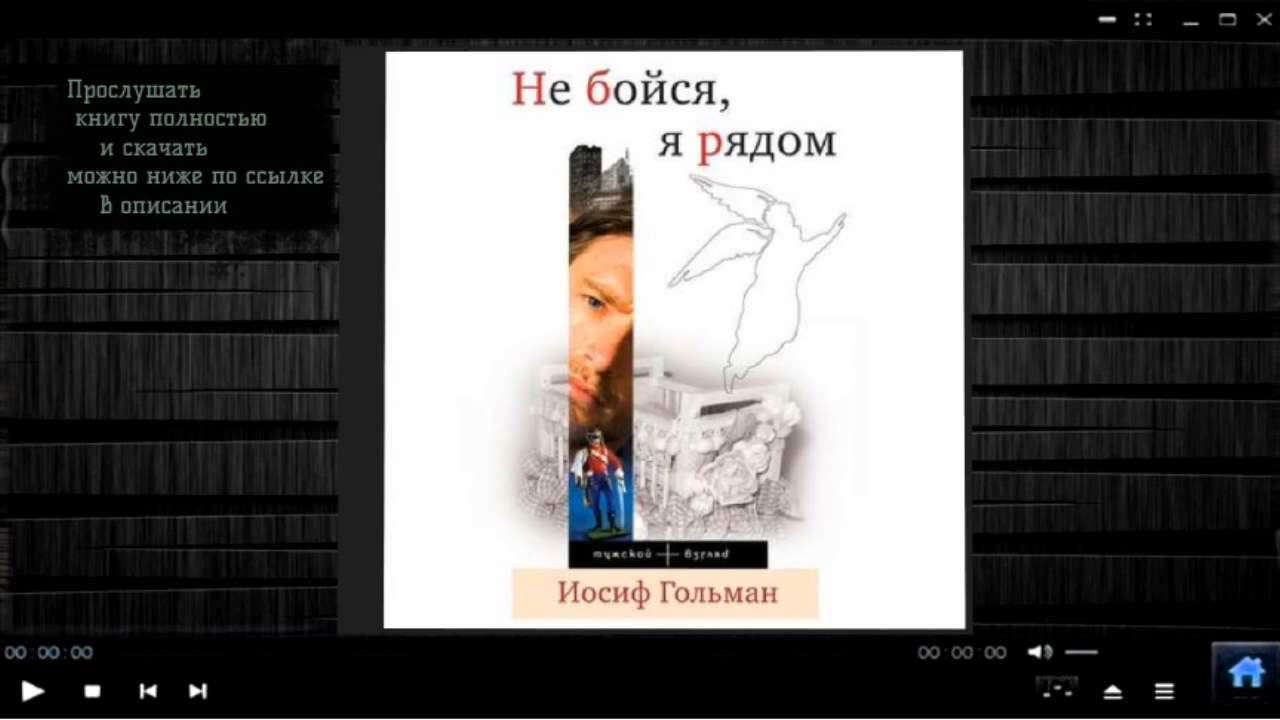 Прослушать
книгу полностью
и скачать
можно ниже по ссылке
В описании
Не бойся,
я рядом
мужской взгляд
Иосиф Гольман
00:00:00
00:00:00